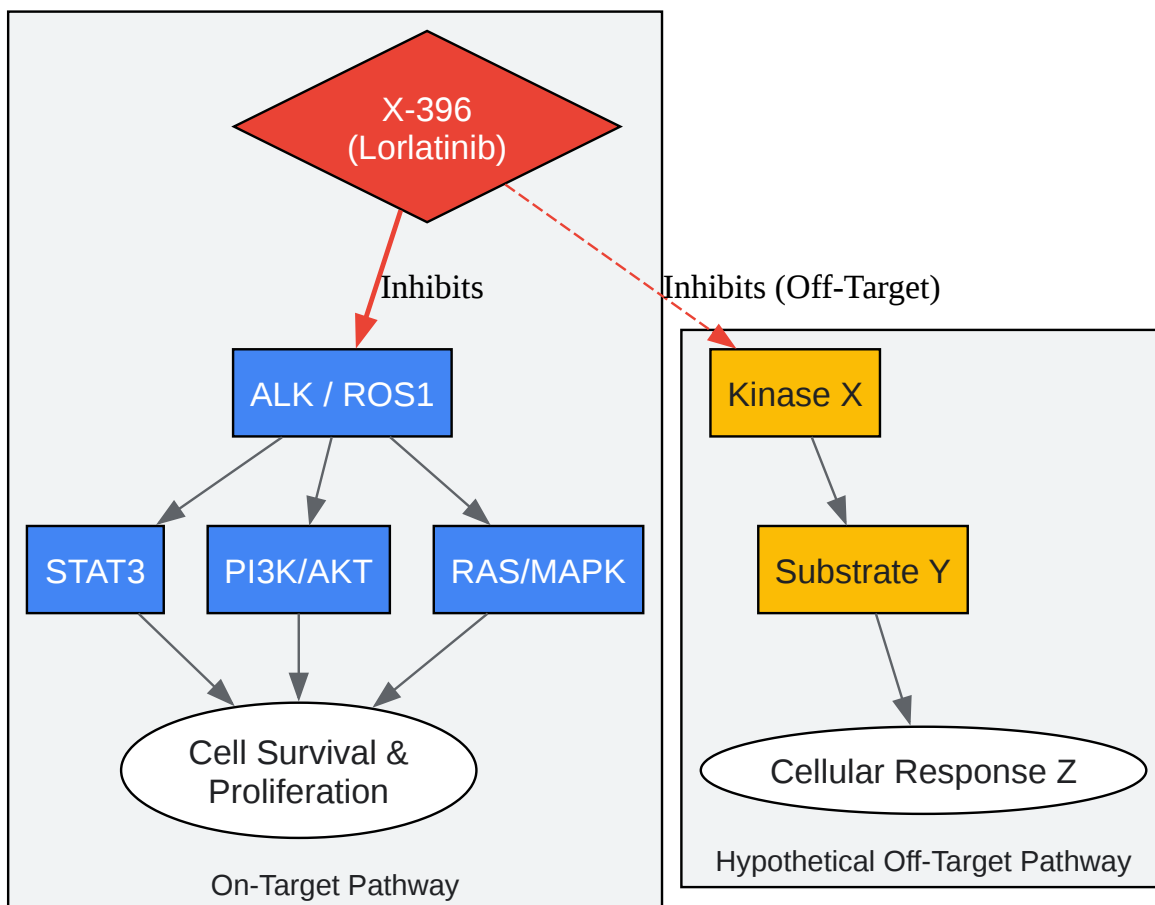 X-396
(Lorlatinib)
Inhibits
Inhibits (Off-Target)
ALK / ROS1
Kinase X
STAT3
PI3K/AKT
RAS/MAPK
Substrate Y
Cell Survival &
Proliferation
Cellular Response Z
On-Target Pathway
Hypothetical Off-Target Pathway